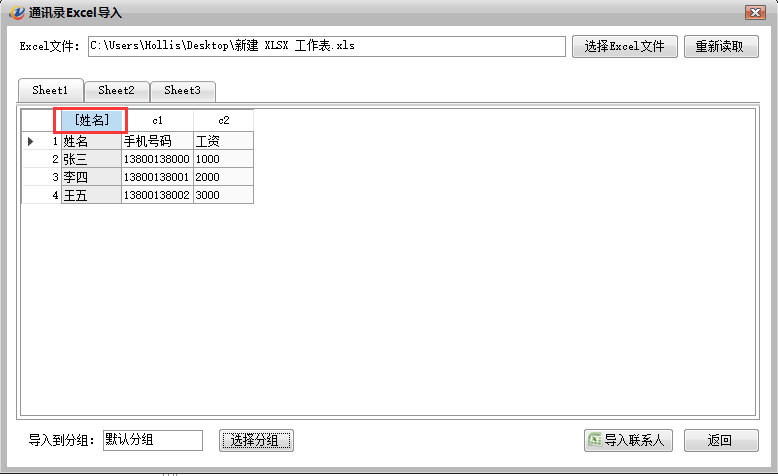 通讯录Excel导入
Excel文件: C:\Users\Hollis\Desktop\新建 XLSX 工作表.xls 选择Excel文件 重新读取
Sheet1 Sheet2 Sheet3
[姓名] c1 c2
1 姓名 手机号码 工资
2 张三 13800138000 1000
3 李四 13800138001 2000
4 王五 13800138002 3000
导入到分组: 默认分组 选择分组 导入联系人 返回